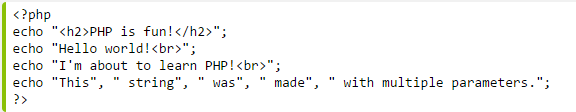 <?php
echo "<h2>PHP is fun!</h2>";
echo "Hello world!<br>";
echo "I'm about to learn PHP!<br>";
echo "This", " string", " was", " made", " with multiple parameters.";
?>